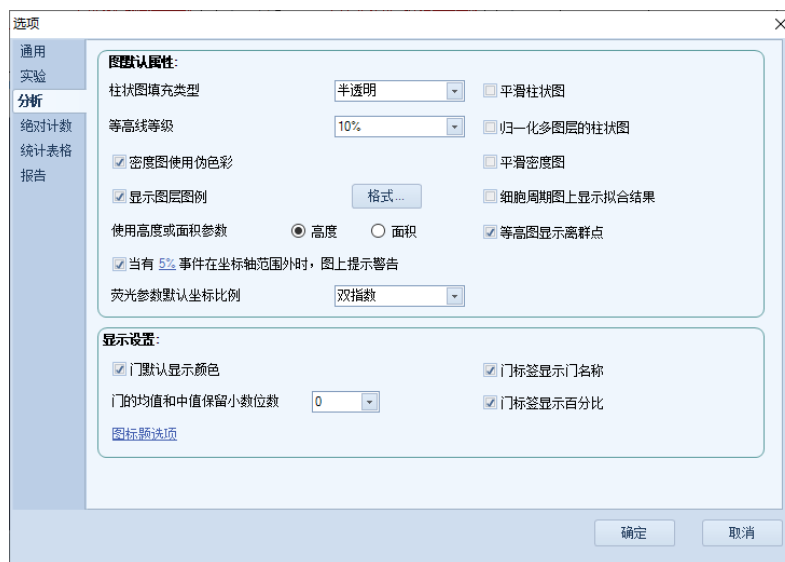 选项
通用
实验
分析
绝对计数
统计表格
报告
图默认属性:
柱状图填充类型 半透明 平滑柱状图
等高线等级 10% 归一化多图层的柱状图
密度图使用伪色彩 平滑密度图
显示图层图例 格式... 细胞周期图上显示拟合结果
使用高度或面积参数 高度 面积 等高图显示离群点
当有 5% 事件在坐标轴范围外时，图上提示警告
荧光参数默认坐标比例 双指数
显示设置:
门默认显示颜色 门标签显示门名称
门的均值和中值保留小数位数 0 门标签显示百分比
图标题选项
确定 取消